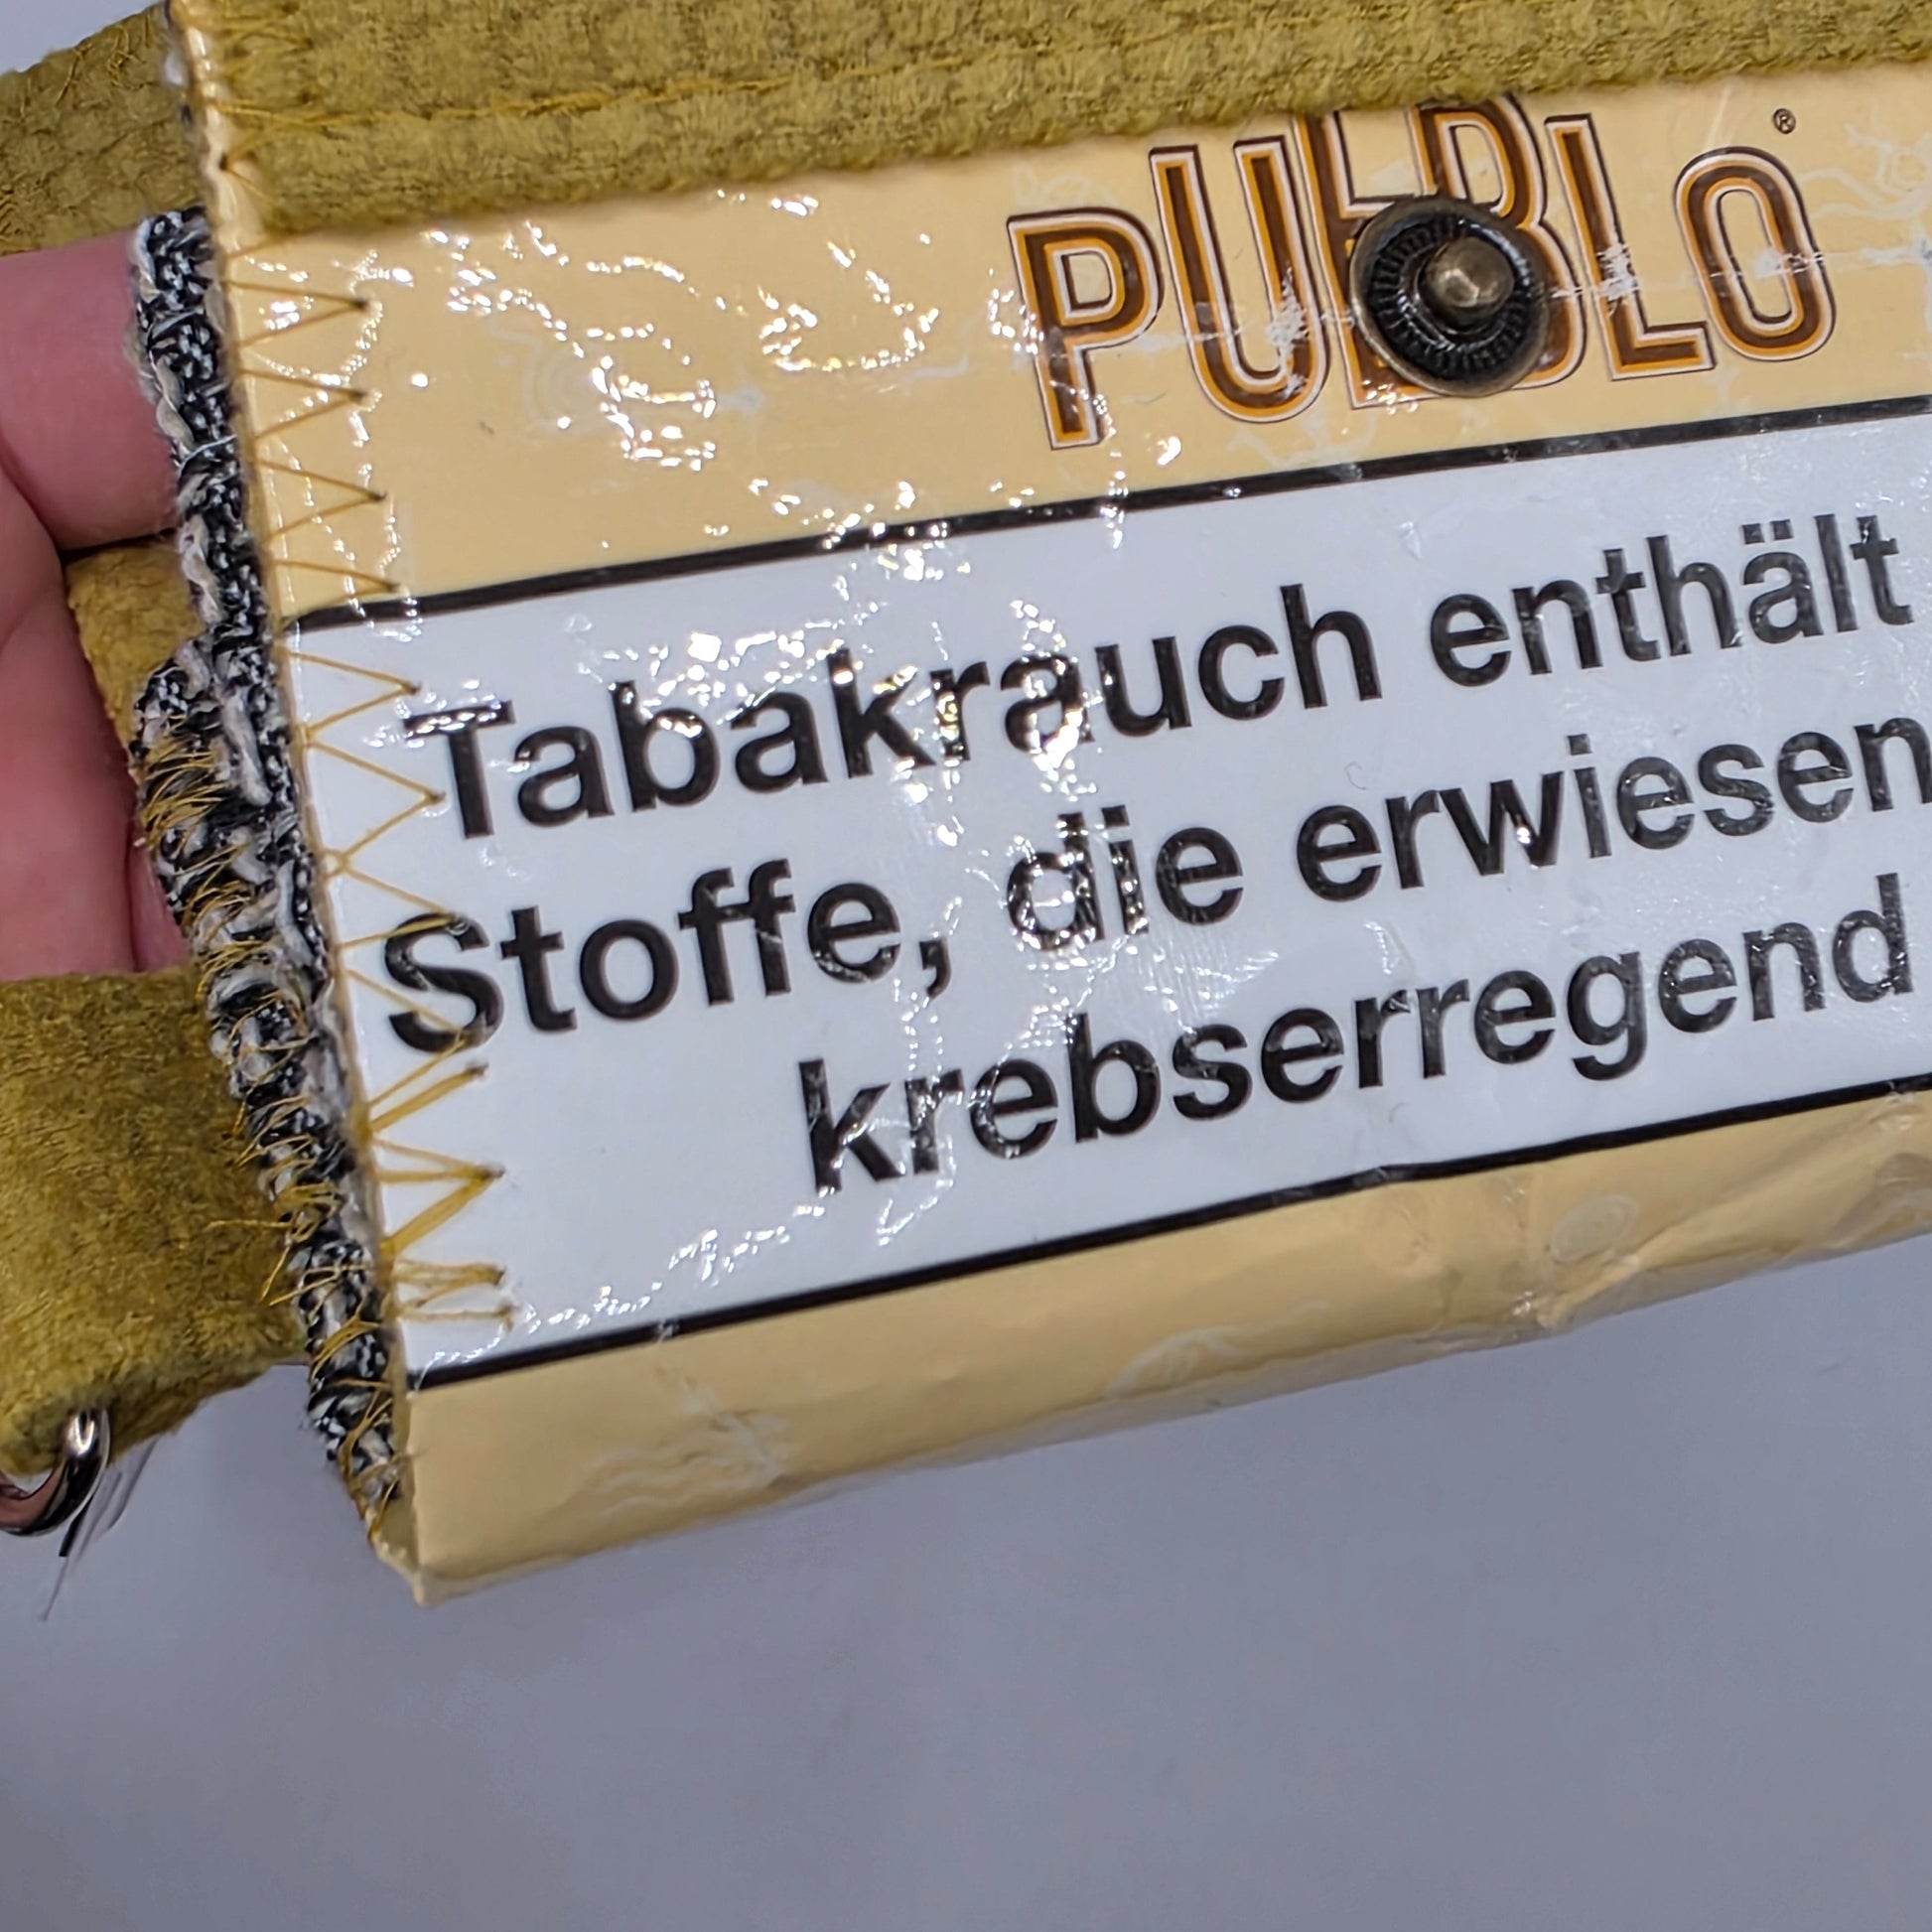 PUEBLO®
Tabakrauch enthält
Stoffe, die erwiesen
krebserregend